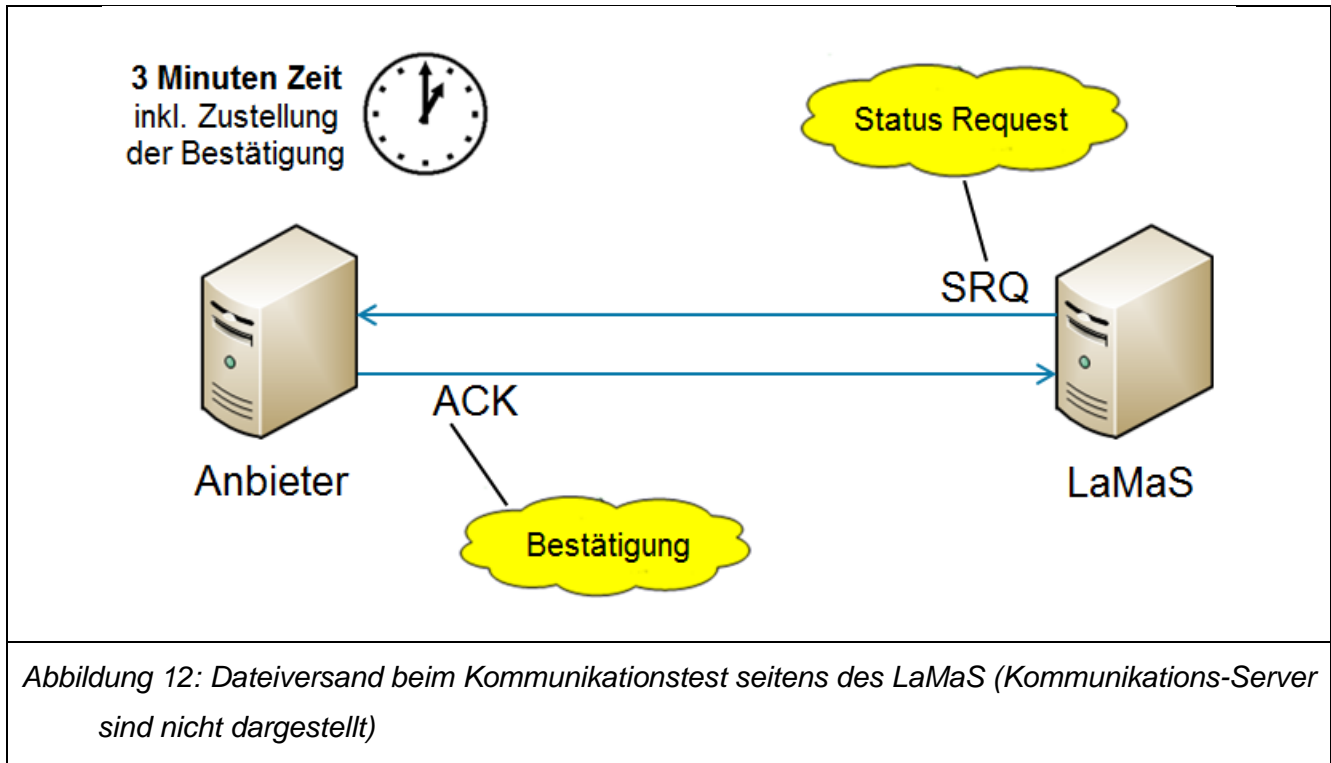 3 Minuten Zeit
inkl. Zustellung
der Bestätigung
Status Request
SRQ
ACK
Anbieter
LaMaS
Bestätigung
Abbildung 12: Dateiversand beim Kommunikationstest seitens des LaMaS (Kommunikations-Server
sind nicht dargestellt)